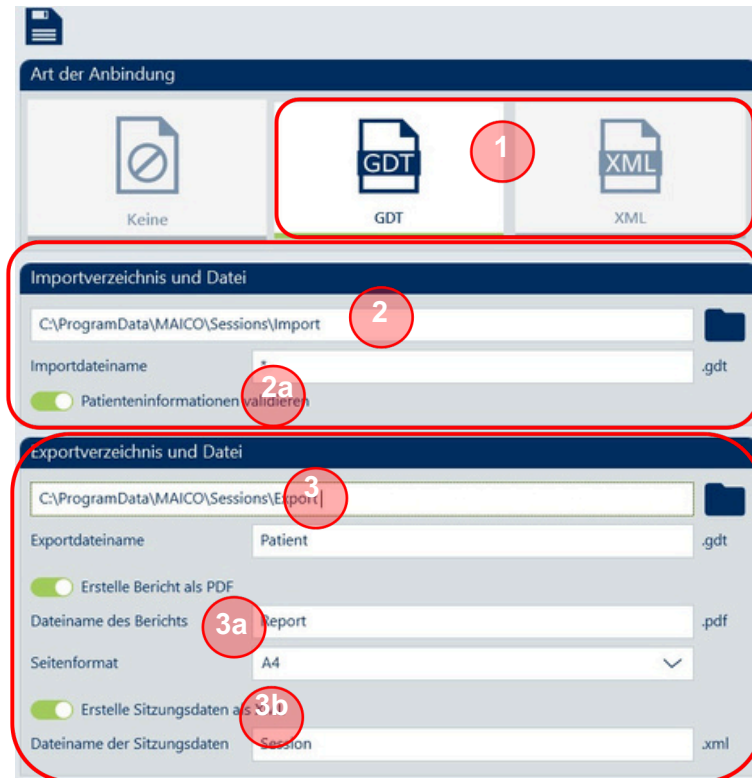 Art der Anbindung
1
GDT XML
Keine GDT XML
Importverzeichnis und Datei
C:\ProgramData\MAICO\Sessions\Import 2
Importdateiname * .gdt
2a
Patienteninformationen validieren
Exportverzeichnis und Datei
C:\ProgramData\MAICO\Sessions\Export 3
Exportdateiname Patient .gdt
Erstelle Bericht als PDF
Dateiname des Berichts 3a Report .pdf
Seitenformat A4
Erstelle Sitzungsdaten als 3b
Dateiname der Sitzungsdaten Session .xml